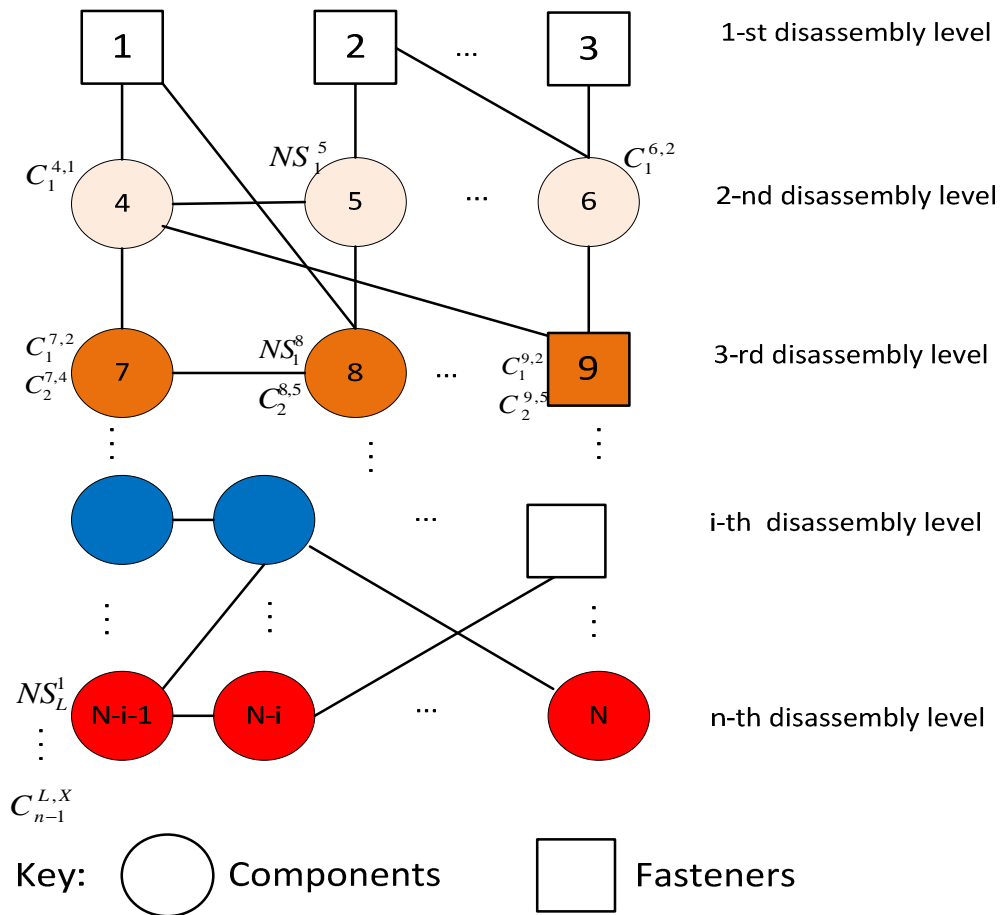 1 2 ... 3 1-st disassembly level
C_1^{4,1} NS_1^5 C_1^{6,2}
4 5 ... 6 2-nd disassembly level
C_1^{7,2} NS_1^8 C_1^{9,2}
7 8 ... 9 3-rd disassembly level
C_2^{7,4} C_2^{8,5} C_2^{9,5}
... i-th disassembly level
NS_L^1
N-i-1 N-i ... N n-th disassembly level
C_{n-1}^{L,X}
Key: Components Fasteners